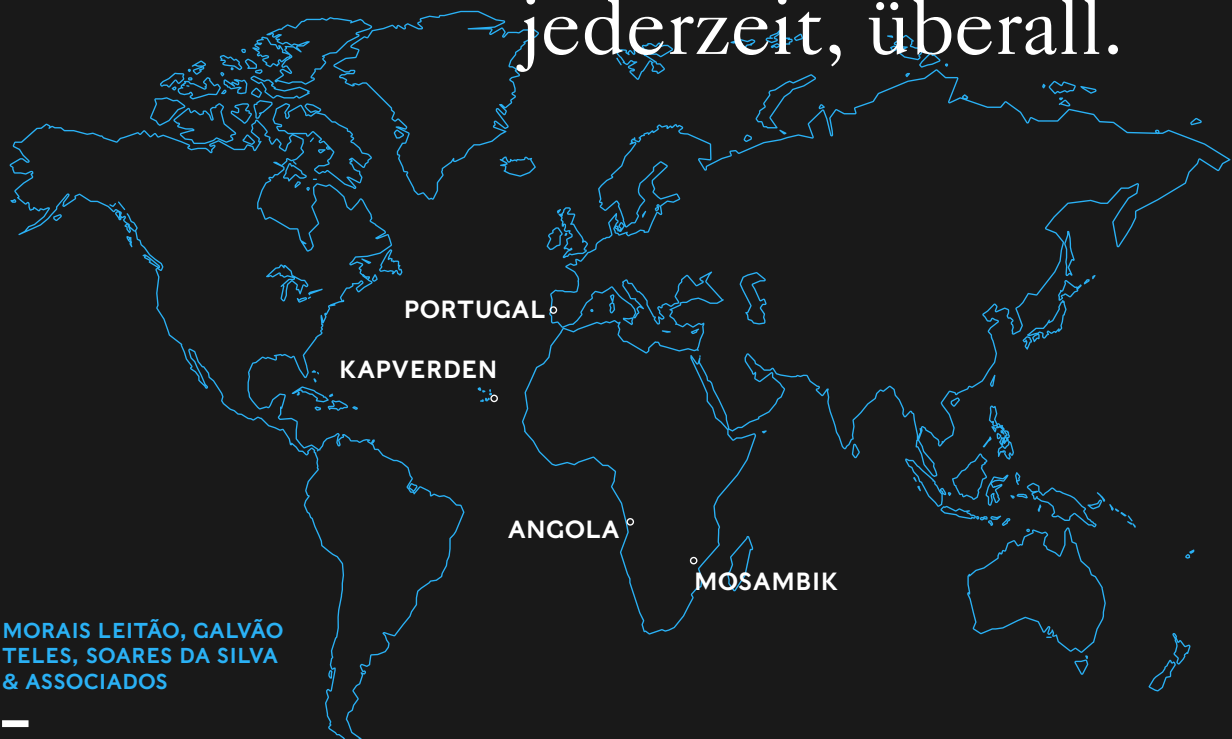 jederzeit, überall.
PORTUGAL
KAPVERDEN
ANGOLA
MOSAMBIK
MORAIS LEITÃO, GALVÃO
TELES, SOARES DA SILVA
& ASSOCIADOS